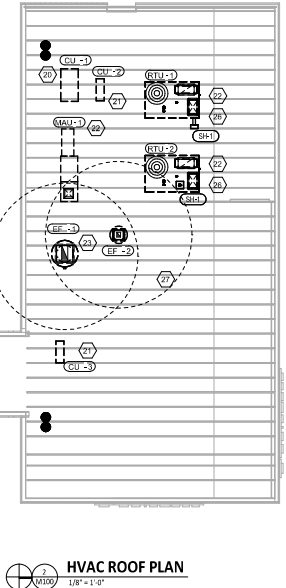 CU -1
20
CU -2
21
RTU -1
22
26
SH-1
MAU -1
22
RTU -2
22
26
SH-1
EF -1
23
EF -2
27
21
CU -3
2
M100
HVAC ROOF PLAN
1/8" = 1'-0"